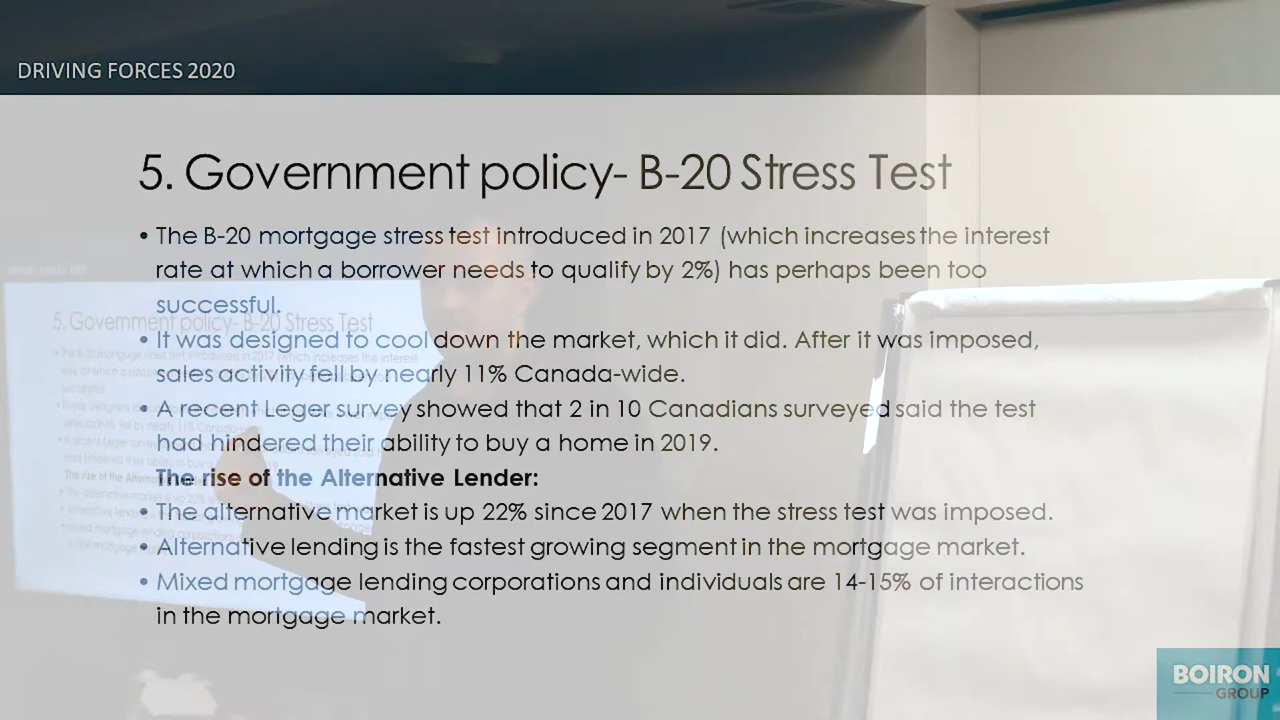 DRIVING FORCES 2020
5. Government policy- B-20 Stress Test
• The B-20 mortgage stress test introduced in 2017 (which increases the interest
rate at which a borrower needs to qualify by 2%) has perhaps been too
successful.
• It was designed to cool down the market, which it did. After it was imposed,
sales activity fell by nearly 11% Canada-wide.
• A recent Leger survey showed that 2 in 10 Canadians surveyed said the test
had hindered their ability to buy a home in 2019.
The rise of the Alternative Lender:
• The alternative market is up 22% since 2017 when the stress test was imposed.
• Alternative lending is the fastest growing segment in the mortgage market.
• Mixed mortgage lending corporations and individuals are 14-15% of interactions
in the mortgage market.
5. Government policy- B-20 Stress Test
BOIRON
GROUP